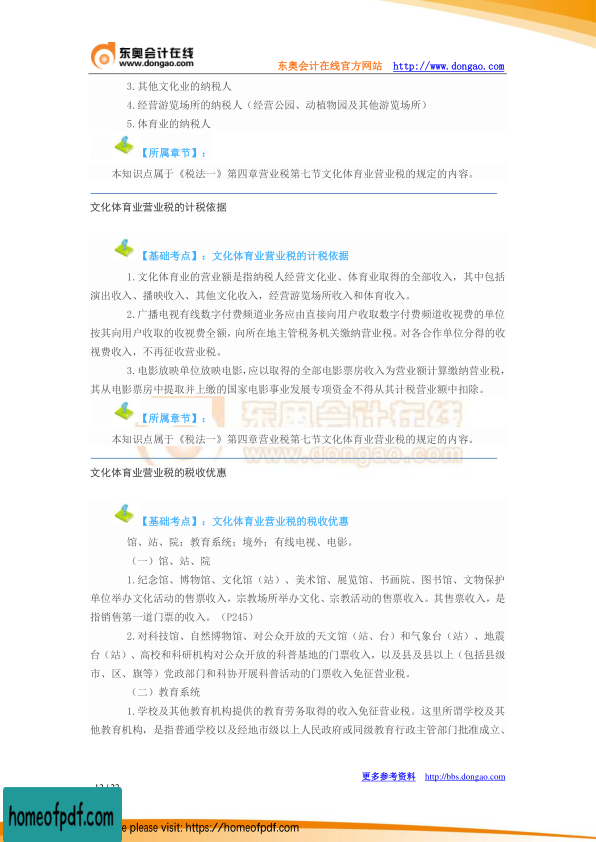 东奥会计在线
www.dongao.com
东奥会计在线官方网站 http://www.dongao.com
3.其他文化业的纳税人
4.经营游览场所的纳税人（经营公园、动植物园及其他游览场所）
5.体育业的纳税人
【所属章节】：
本知识点属于《税法一》第四章营业税第七节文化体育业营业税的规定的内容。
文化体育业营业税的计税依据
【基础考点】：文化体育业营业税的计税依据
1.文化体育业的营业额是指纳税人经营文化业、体育业取得的全部收入，其中包括
演出收入、播映收入、其他文化收入，经营游览场所收入和体育收入。
2.广播电视有线数字付费频道业务应由直接向用户收取数字付费频道收视费的单位
按其向用户收取的收视费全额，向所在地主管税务机关缴纳营业税。对各合作单位分得的收
视费收入，不再征收营业税。
3.电影放映单位放映电影，应以取得的全部电影票房收入为营业额计算缴纳营业税，
其从电影票房中提取并上缴的国家电影事业发展专项资金不得从其计税营业额中扣除。
【所属章节】：
东奥会计在线
本知识点属于《税法一》第四章营业税第七节文化体育业营业税的规定的内容。
www.dongao.com
文化体育业营业税的税收优惠
【基础考点】：文化体育业营业税的税收优惠
馆、站、院；教育系统；境外；有线电视、电影。
（一）馆、站、院
1.纪念馆、博物馆、文化馆（站）、美术馆、展览馆、书画院、图书馆、文物保护
单位举办文化活动的售票收入，宗教场所举办文化、宗教活动的售票收入。其售票收入，是
指销售第一道门票的收入。（P245）
2.对科技馆、自然博物馆、对公众开放的天文馆（站、台）和气象台（站）、地震
台（站）、高校和科研机构对公众开放的科普基地的门票收入，以及县及县以上（包括县级
市、区、旗等）党政部门和科协开展科普活动的门票收入免征营业税。
（二）教育系统
1.学校及其他教育机构提供的教育劳务取得的收入免征营业税。这里所谓学校及其
他教育机构，是指普通学校以及经地市级以上人民政府或同级教育行政主管部门批准成立、
更多参考资料 http://bbs.dongao.com
homeofpdf.com
e please visit: https://homeofpdf.com